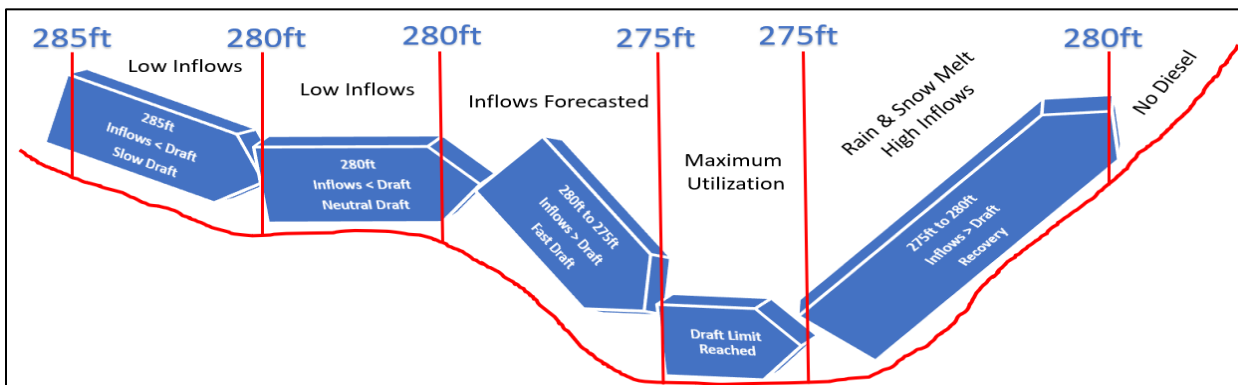 285ft
280ft
280ft
275ft
275ft
280ft
Low Inflows
Low Inflows
Inflows Forecasted
Maximum
Utilization
Rain & Snow Melt
High Inflows
No Diesel
285ft
Inflows < Draft
Slow Draft
280ft
Inflows < Draft
Neutral Draft
280ft to 275ft
Inflows > Draft
Fast Draft
Draft Limit
Reached
275ft to 280ft
Inflows > Draft
Recovery